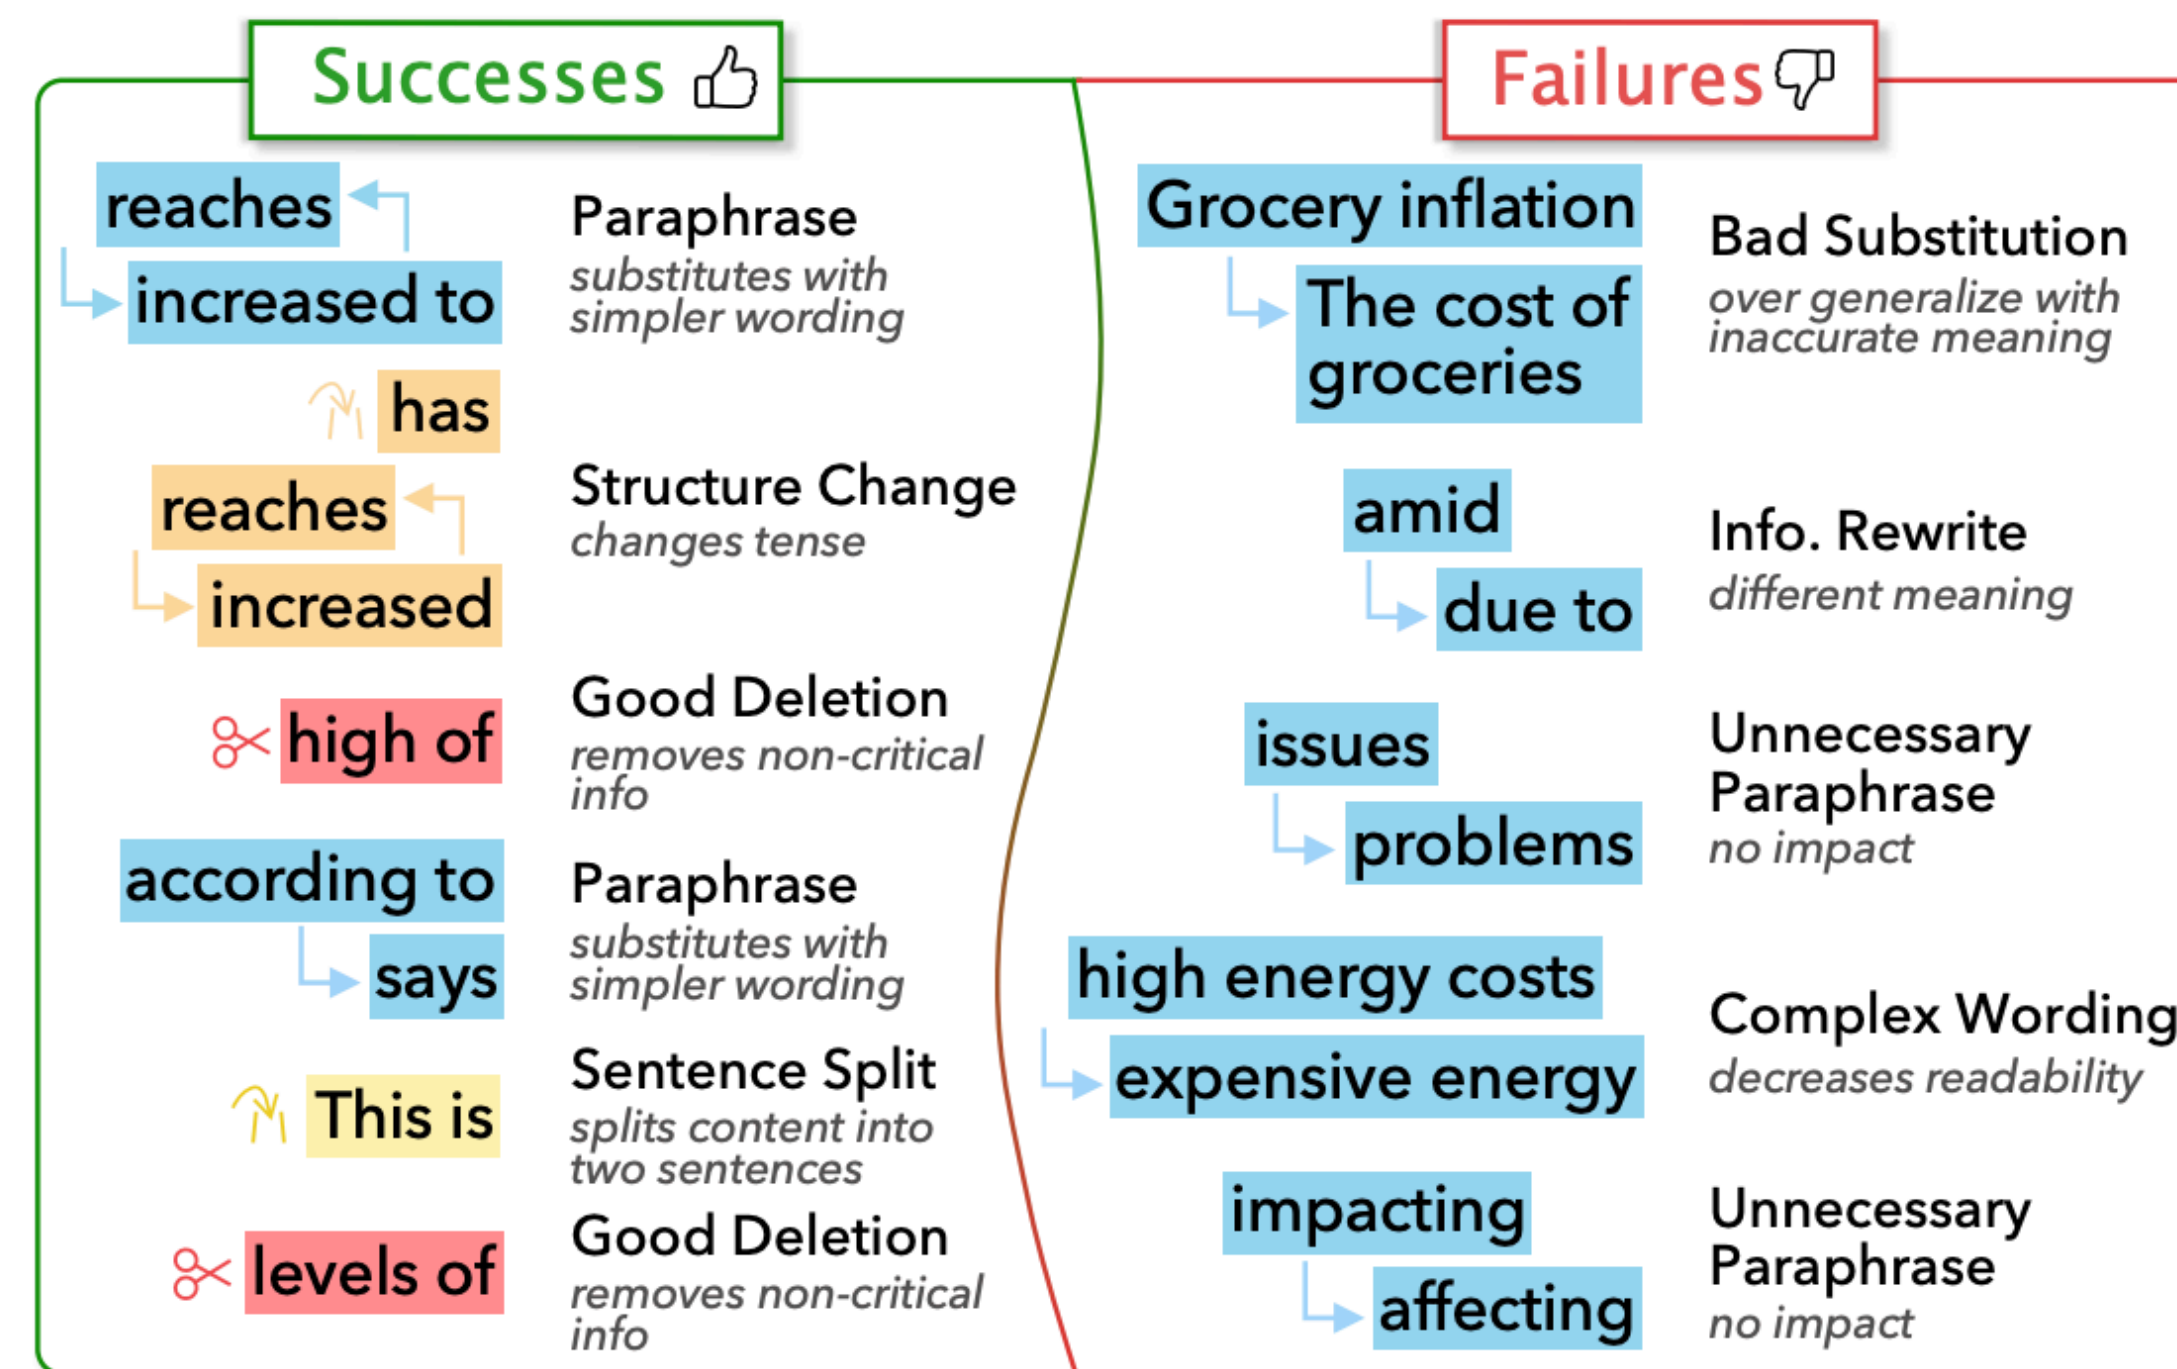 Successes
reaches
increased to
Paraphrase
substitutes with
simpler wording
has
reaches
increased
Structure Change
changes tense
high of
Good Deletion
removes non-critical
info
according to
says
Paraphrase
substitutes with
simpler wording
This is
Sentence Split
splits content into
two sentences
levels of
Good Deletion
removes non-critical
info
Failures
Grocery inflation
The cost of
groceries
Bad Substitution
over generalize with
inaccurate meaning
amid
due to
Info. Rewrite
different meaning
issues
problems
Unnecessary
Paraphrase
no impact
high energy costs
expensive energy
Complex Wording
decreases readability
impacting
affecting
Unnecessary
Paraphrase
no impact